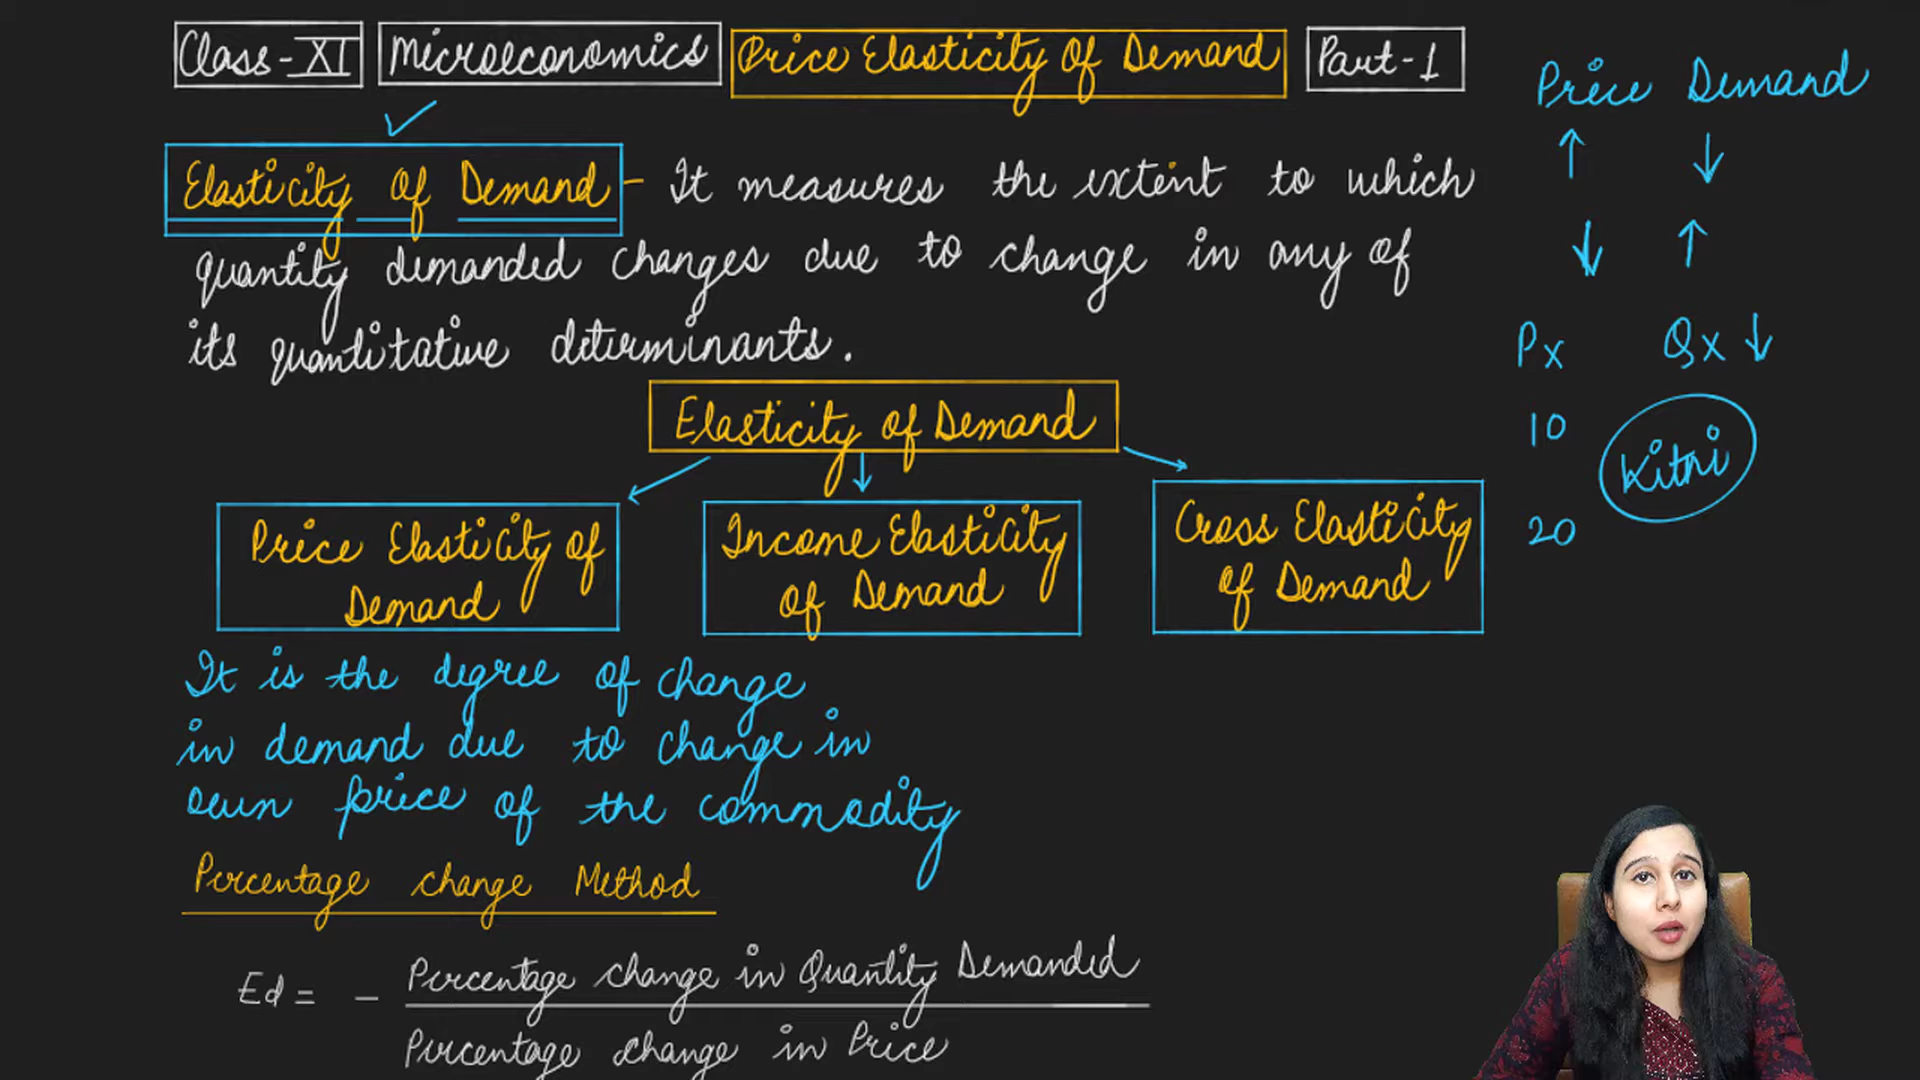 Class-XI Microeconomics Price Elasticity Of Demand Part-1
Elasticity Of Demand - It measures the extent to which
quantity demanded changes due to change in any of
its quantitative determinants.
Elasticity of Demand
Price Elasticity of
Demand
Income Elasticity
of Demand
Cross Elasticity
of Demand
It is the degree of change
in demand due to change in
own price of the commodity
Percentage change Method
Ed = - Percentage change in Quantity Demanded
Percentage change in Price
Price Demand
↑ ↓
↓ ↑
Px Qx ↓
10
Kitni
20